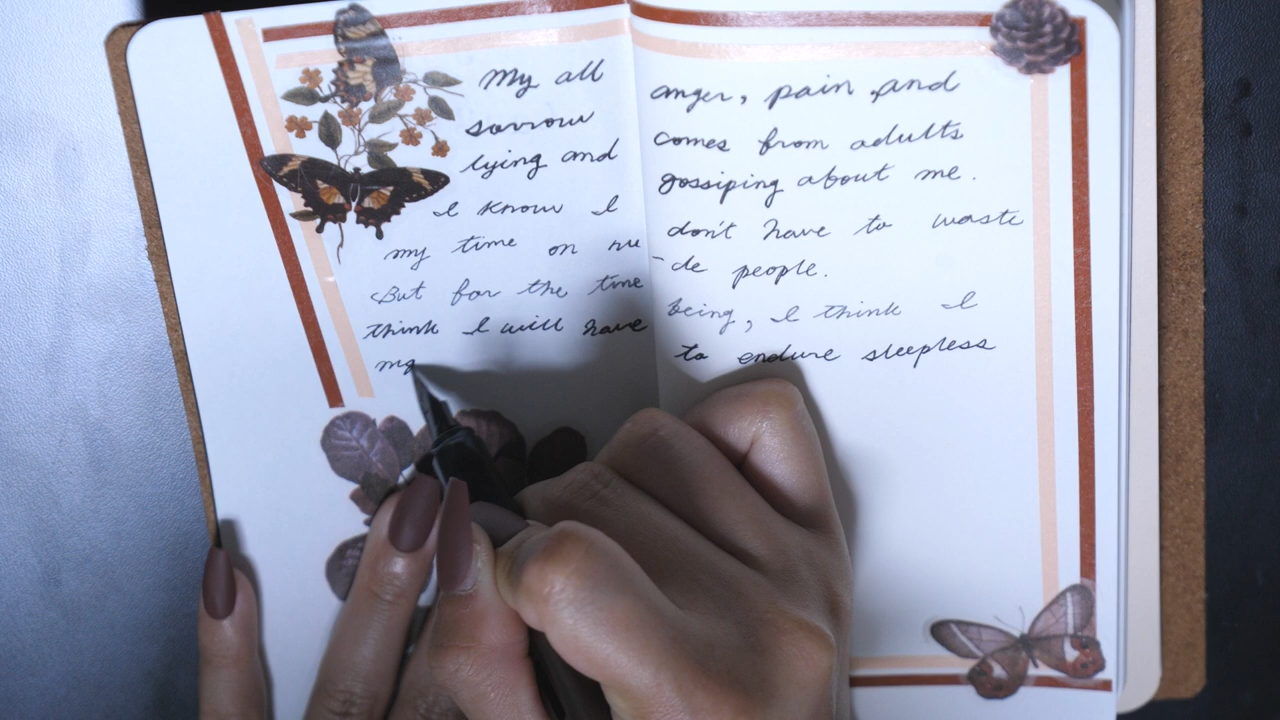 My all anger, pain ,and
sorrow comes from adults
lying and gossiping about me.
I know I don't have to waste
my time on ru -de people.
But for the time being, I think I
think I will have to endure sleepless